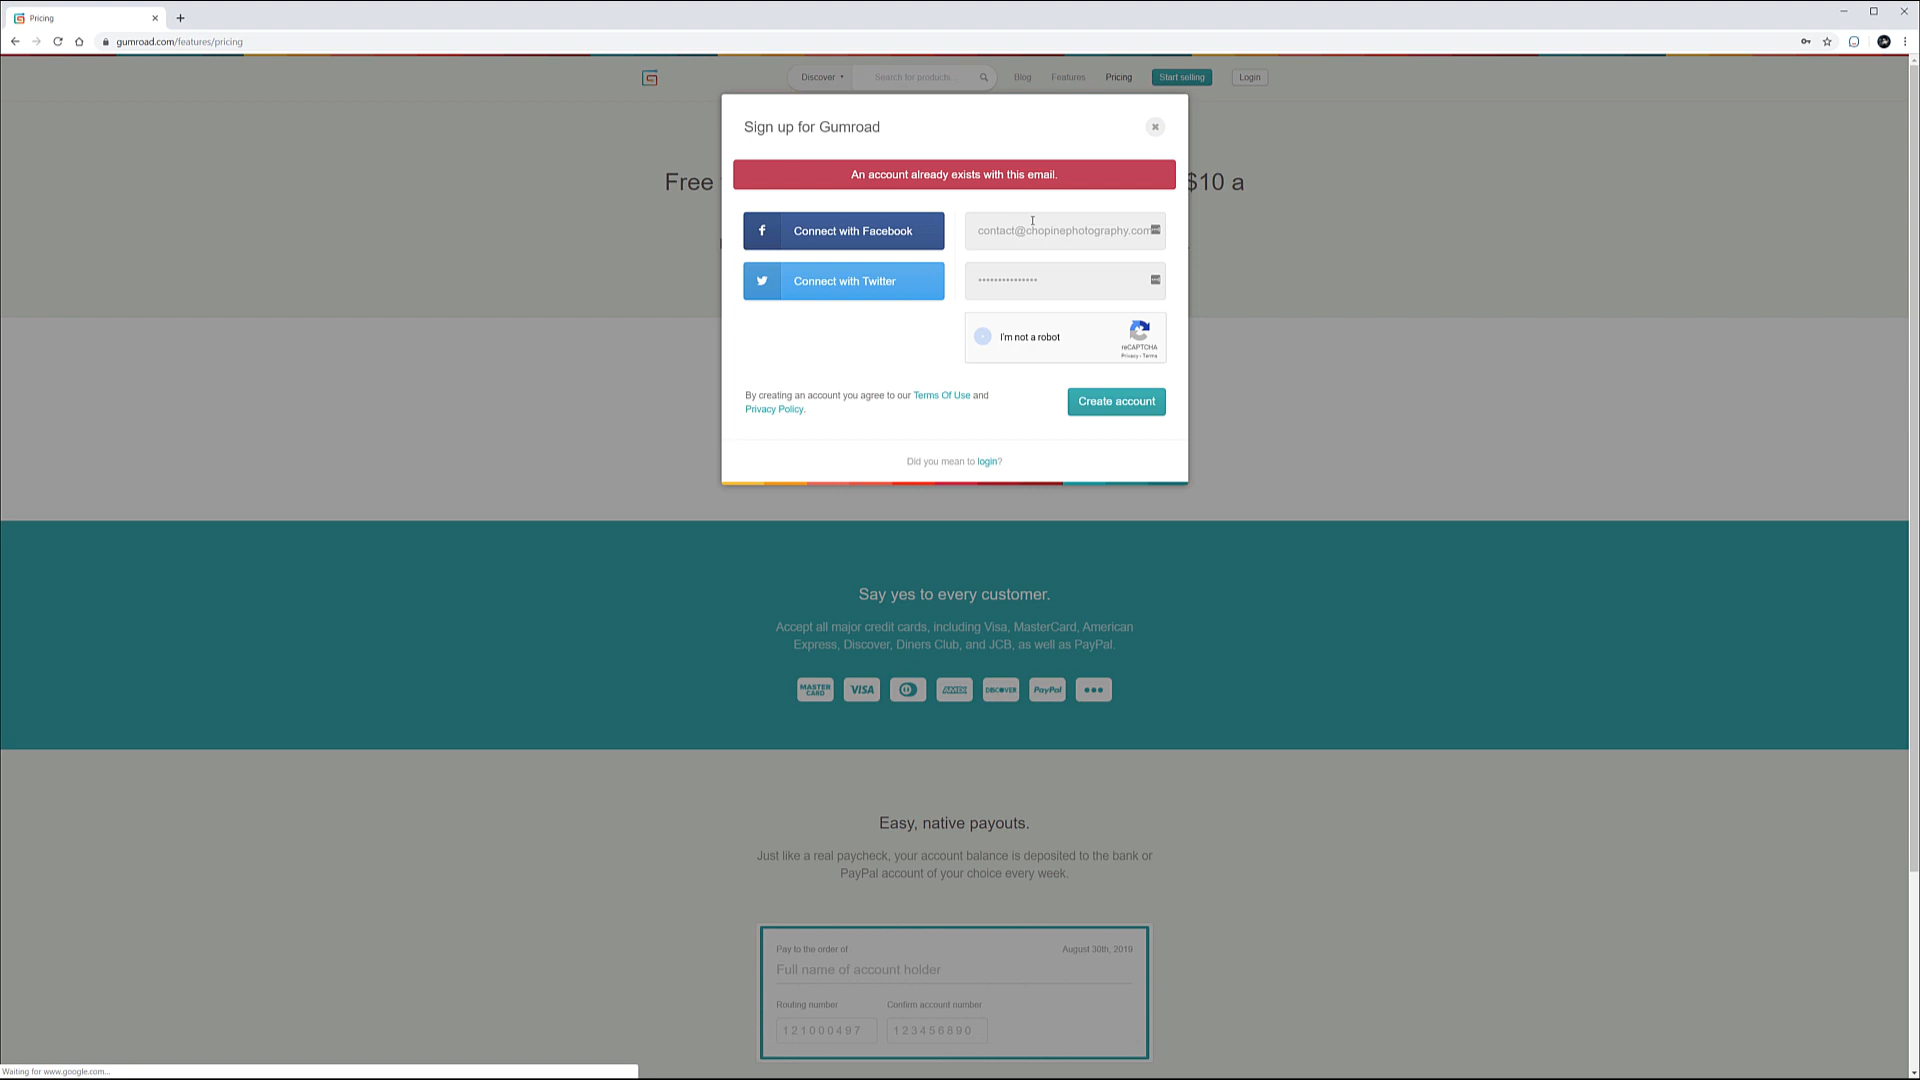 Pricing
gumroad.com/features/pricing
Discover
Search for products...
Blog
Features
Pricing
Start selling
Login
Sign up for Gumroad
Free
$10 a
An account already exists with this email.
Connect with Facebook
contact@chopinephotography.com
Connect with Twitter
•••••••••••••••
I'm not a robot
reCAPTCHA
Privacy - Terms
By creating an account you agree to our Terms Of Use and
Privacy Policy.
Create account
Did you mean to login?
Say yes to every customer.
Accept all major credit cards, including Visa, MasterCard, American
Express, Discover, Diners Club, and JCB, as well as PayPal.
MASTER
CARD
VISA
AMEX
DISCOVER
PayPal
Easy, native payouts.
Just like a real paycheck, your account balance is deposited to the bank or
PayPal account of your choice every week.
Pay to the order of
August 30th, 2019
Full name of account holder
Routing number
Confirm account number
121000497
123456890
Waiting for www.google.com...